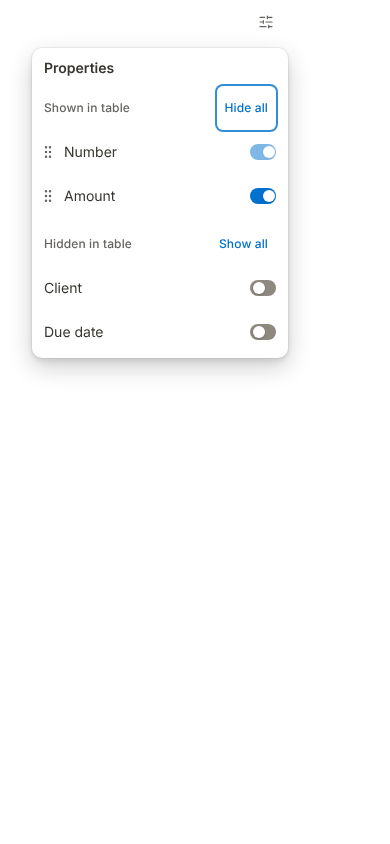 Properties
Shown in table Hide all
Number
Amount
Hidden in table Show all
Client
Due date